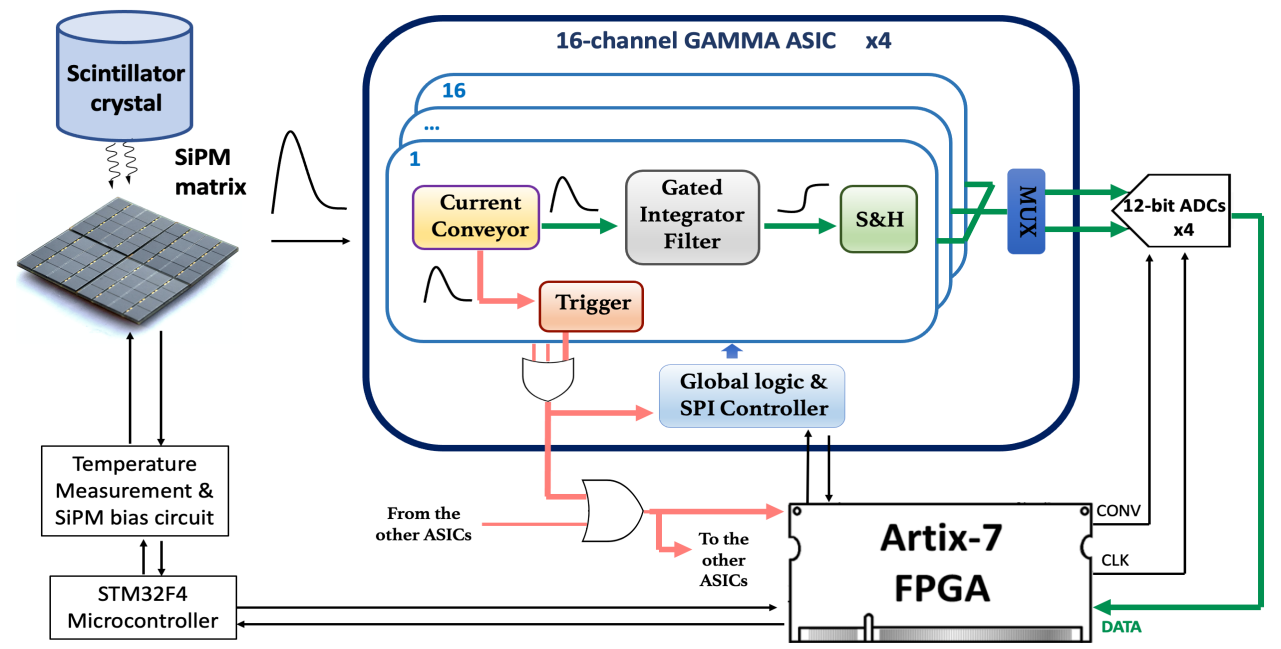 16-channel GAMMA ASIC x4
Scintillator
crystal
SiPM
matrix
16
...
1
Current
Conveyor
Gated
Integrator
Filter
S&H
MUX
12-bit ADCs
x4
Trigger
Global logic &
SPI Controller
Temperature
Measurement &
SiPM bias circuit
From the
other ASICs
To the
other
ASICs
Artix-7
FPGA
CONV
CLK
DATA
STM32F4
Microcontroller